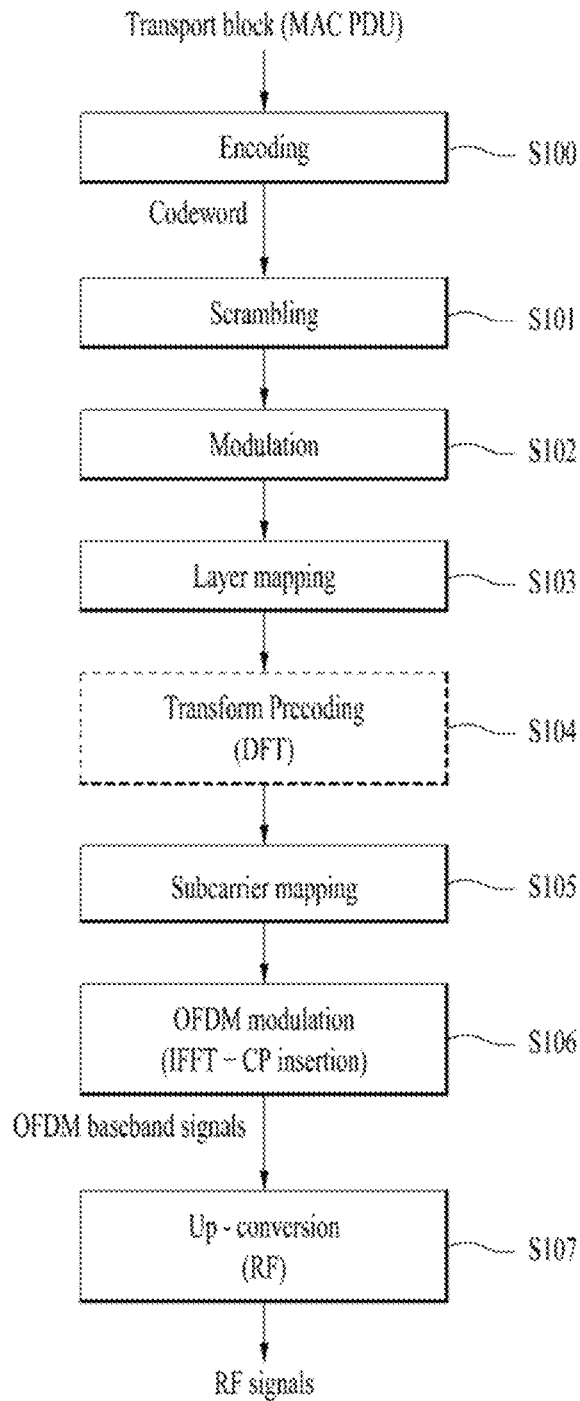 Transport block (MAC PDU)
Encoding
S100
Codeword
Scrambling
S101
Modulation
S102
Layer mapping
S103
Transform Precoding
(DFT)
S104
Subcarrier mapping
S105
OFDM modulation
(IFFT – CP insertion)
S106
OFDM baseband signals
Up - conversion
(RF)
S107
RF signals